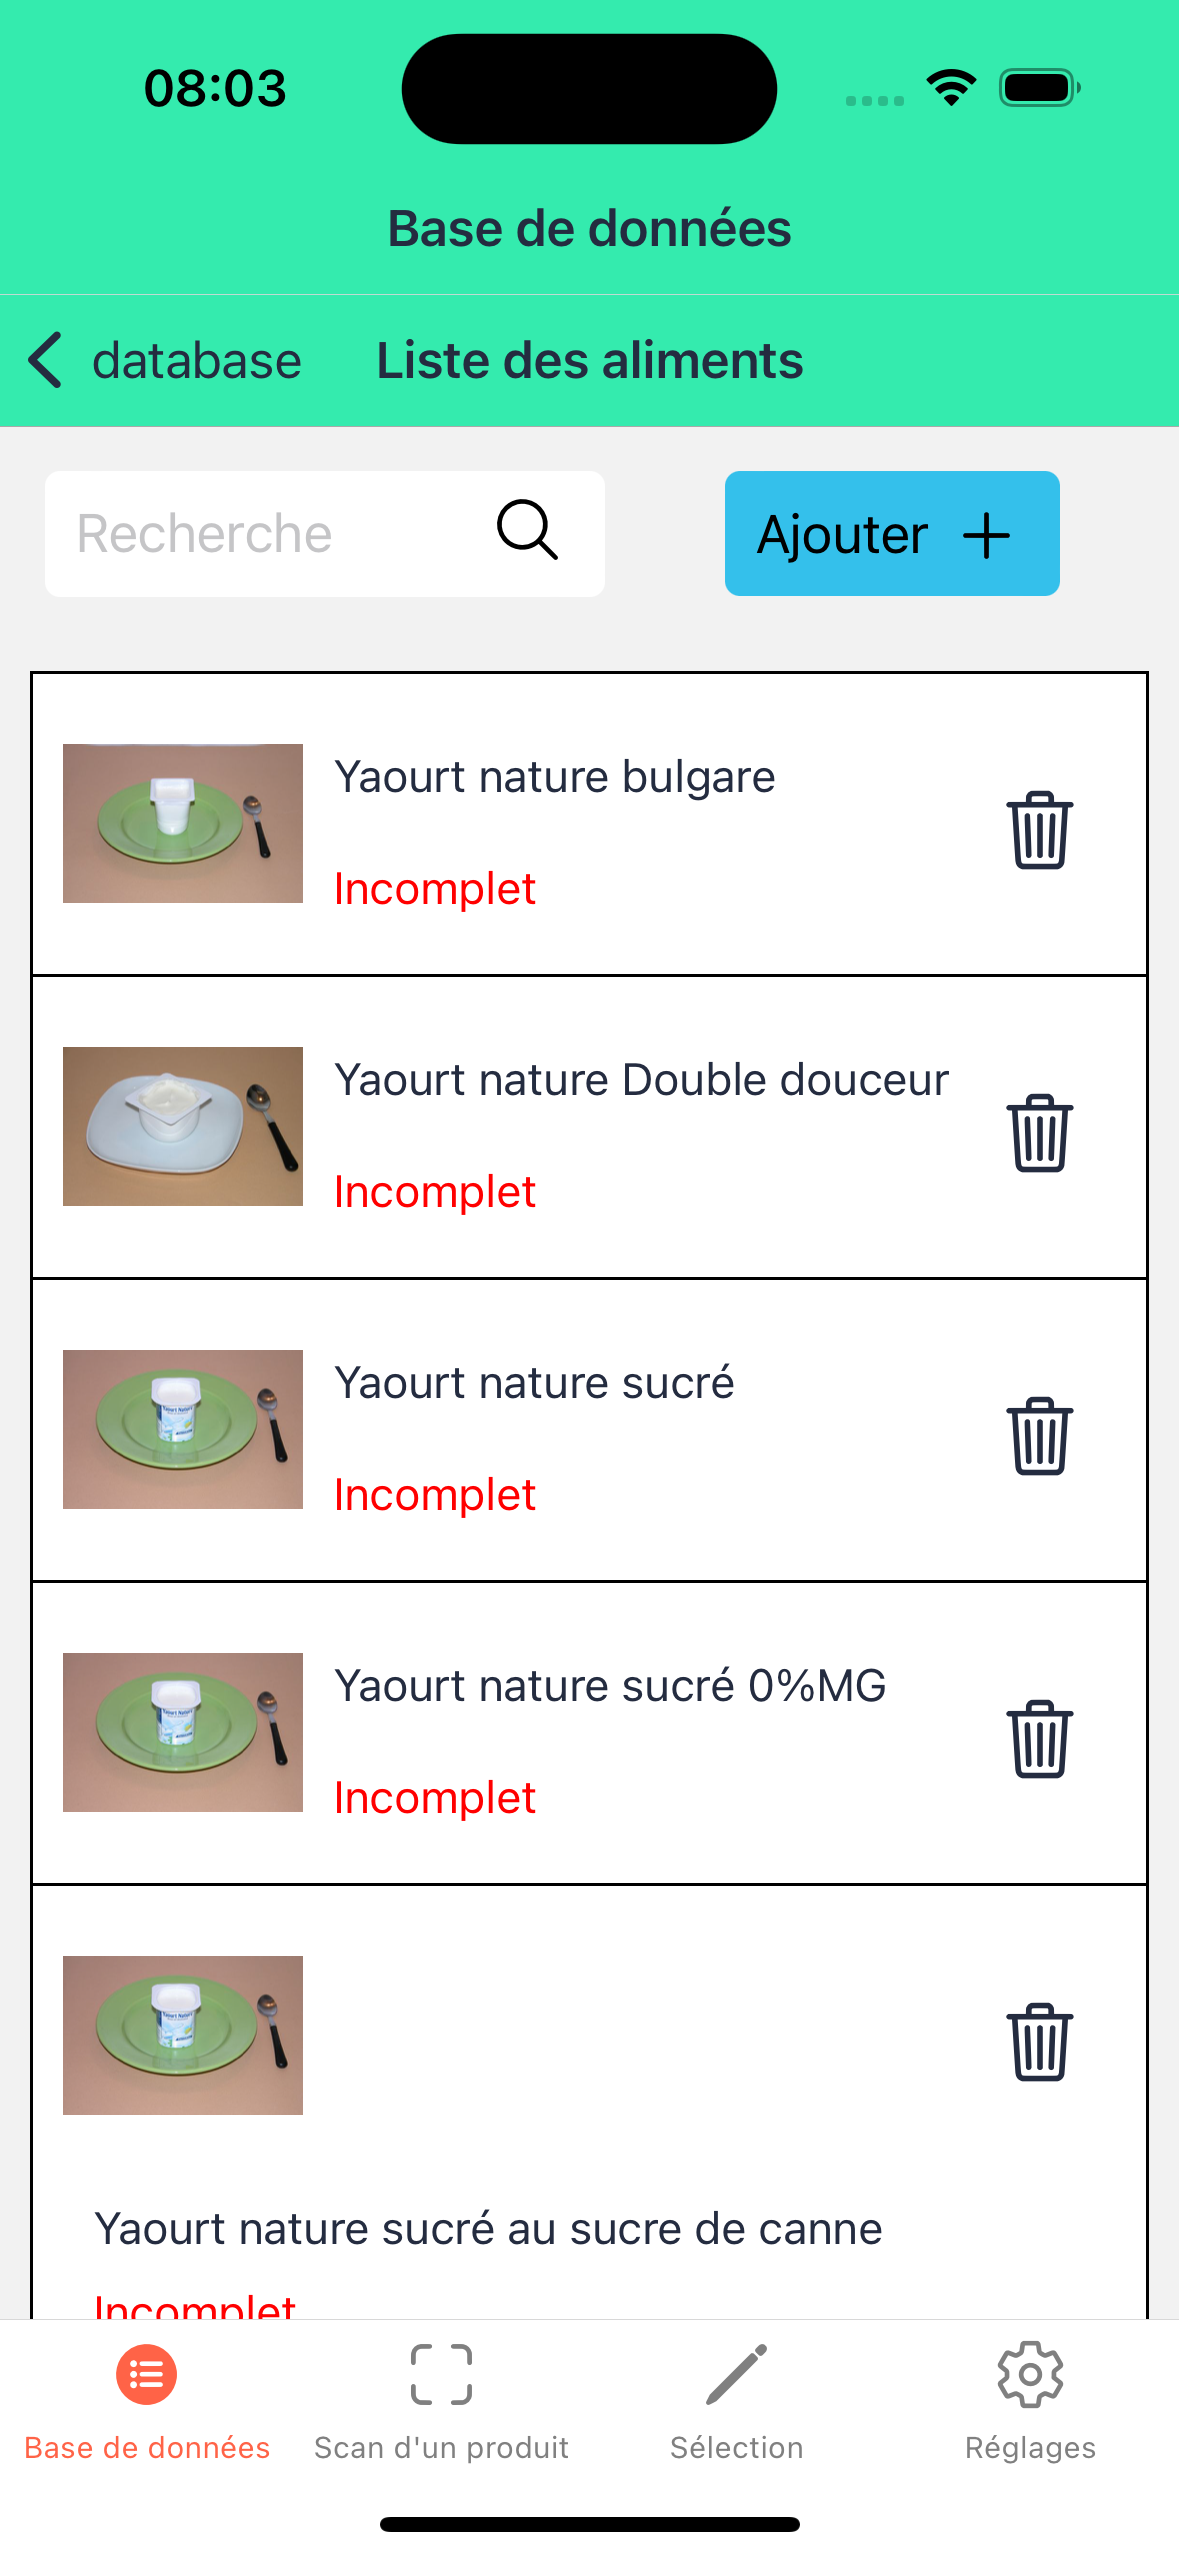 08:03
Base de données
database
Liste des aliments
Recherche
Ajouter
Yaourt nature bulgare
Incomplet
Yaourt nature Double douceur
Incomplet
Yaourt nature sucré
Incomplet
Yaourt nature sucré 0%MG
Incomplet
Yaourt nature sucré au sucre de canne
Incomplet
Base de données
Scan d'un produit
Sélection
Réglages